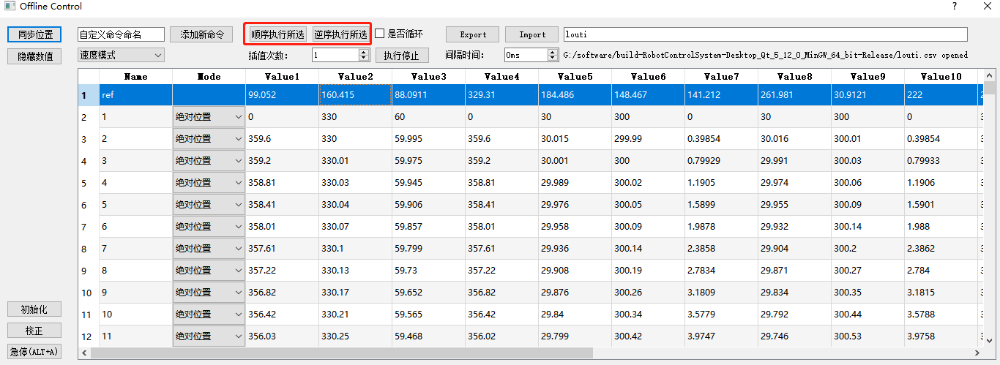 Offline Control
同步位置 自定义命令命名 添加新命令 顺序执行所选 逆序执行所选 是否循环 Export Import louti
隐藏数值 速度模式 插值次数: 1 执行停止 间隔时间: 0ms G:/software/build-RobotControlSystem-Desktop_Qt_5_12_0_MinGW_64_bit-Release/louti.csv opened
Name Mode Value1 Value2 Value3 Value4 Value5 Value6 Value7 Value8 Value9 Value10
1 ref 99.052 160.415 88.0911 329.31 184.486 148.467 141.212 261.981 30.9121 222
2 1 绝对位置 0 330 60 0 30 300 0 30 300 0
3 2 绝对位置 359.6 330 59.995 359.6 30.015 299.99 0.39854 30.016 300.01 0.39854
4 3 绝对位置 359.2 330.01 59.975 359.2 30.001 300 0.79929 29.991 300.03 0.79933
5 4 绝对位置 358.81 330.03 59.945 358.81 29.989 300.02 1.1905 29.974 300.06 1.1906
6 5 绝对位置 358.41 330.04 59.906 358.41 29.976 300.05 1.5899 29.955 300.09 1.5901
7 6 绝对位置 358.01 330.07 59.857 358.01 29.958 300.09 1.9878 29.932 300.14 1.988
8 7 绝对位置 357.61 330.1 59.799 357.61 29.936 300.14 2.3858 29.904 300.2 2.3862
9 8 绝对位置 357.22 330.13 59.73 357.22 29.908 300.19 2.7834 29.871 300.27 2.784
10 9 绝对位置 356.82 330.17 59.652 356.82 29.876 300.26 3.1809 29.834 300.35 3.1815
11 10 绝对位置 356.42 330.21 59.565 356.42 29.84 300.34 3.5779 29.792 300.44 3.5788
12 11 绝对位置 356.03 330.25 59.468 356.02 29.799 300.42 3.9747 29.746 300.53 3.9758
初始化
校正
急停(ALT+A)